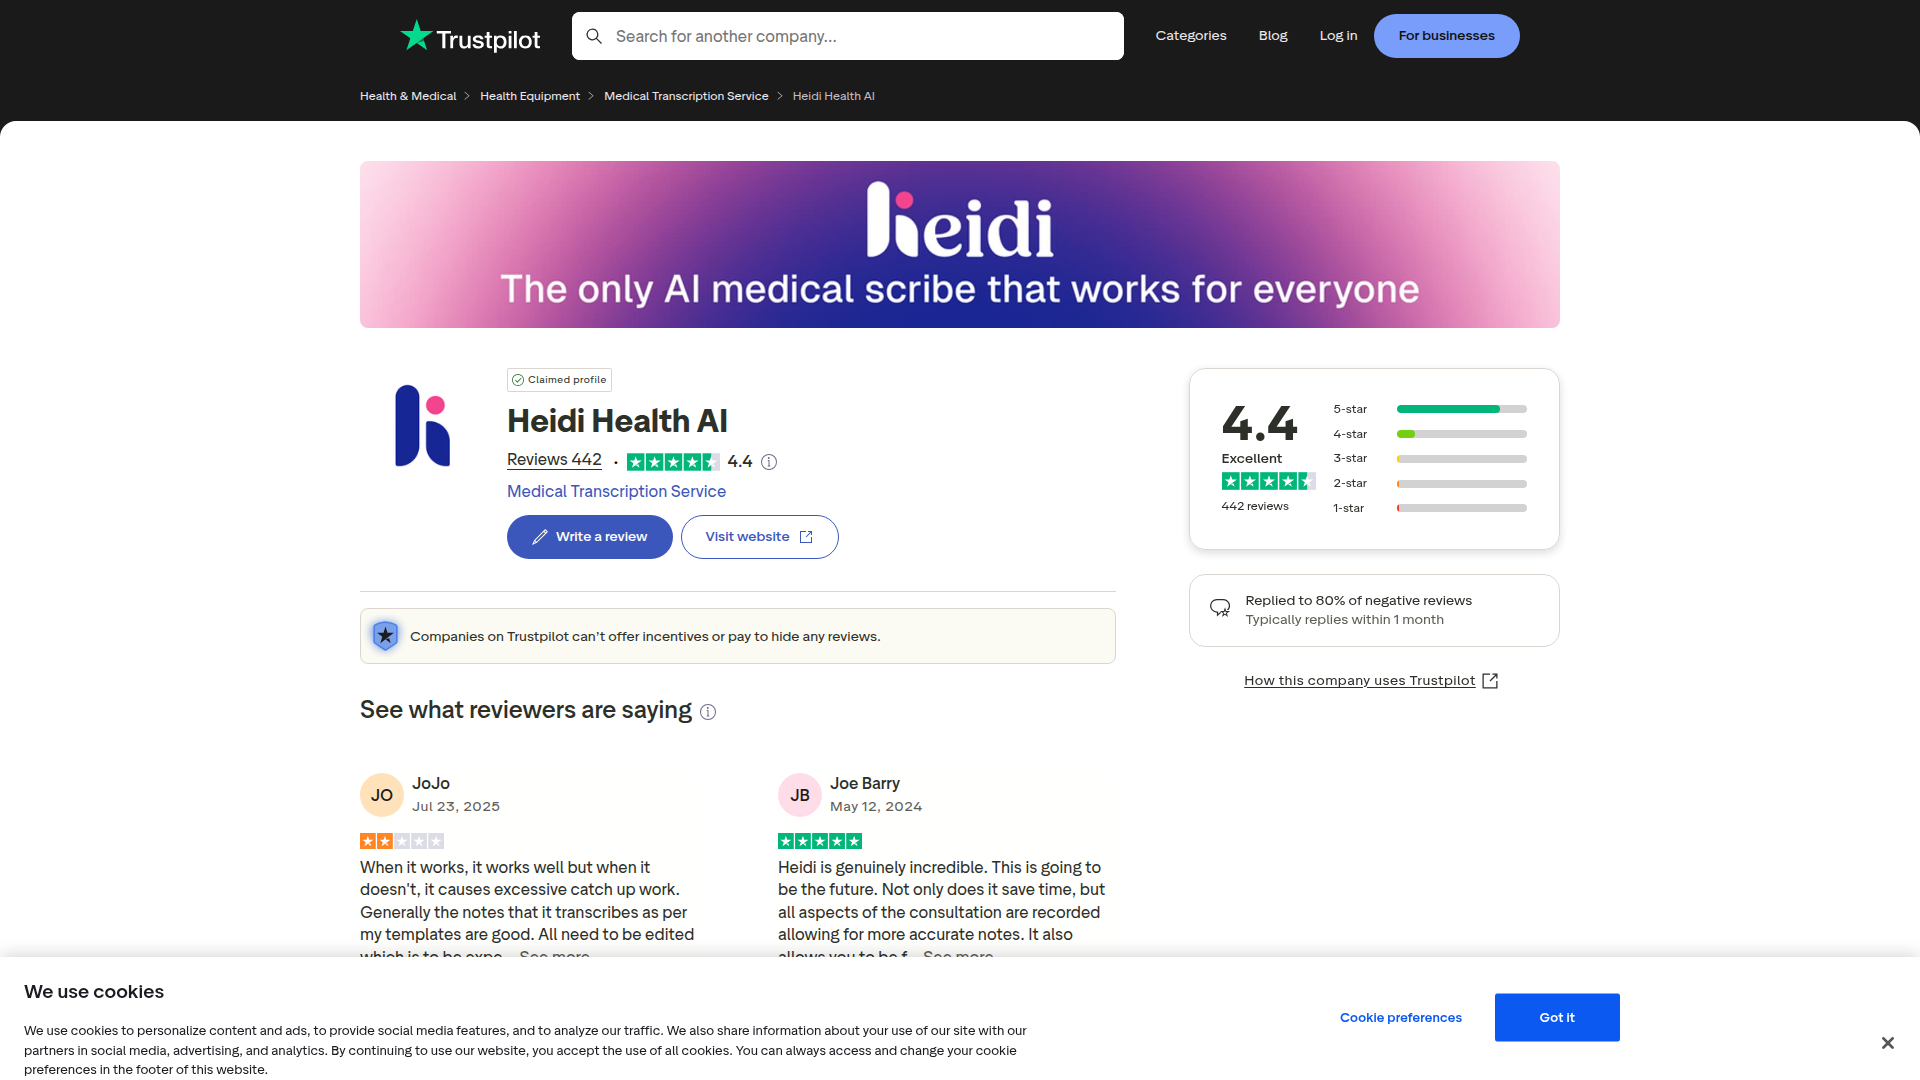 Trustpilot
Search for another company...
Categories
Blog
Log in
For businesses
Health & Medical
Health Equipment
Medical Transcription Service
Heidi Health AI
heidi
The only AI medical scribe that works for everyone
Claimed profile
Heidi Health AI
Reviews 442 • 4.4
Medical Transcription Service
Write a review
Visit website
4.4
Excellent
442 reviews
5-star
4-star
3-star
2-star
1-star
Replied to 80% of negative reviews
Typically replies within 1 month
How this company uses Trustpilot
Companies on Trustpilot can't offer incentives or pay to hide any reviews.
See what reviewers are saying
JO
JoJo
Jul 23, 2025
When it works, it works well but when it
doesn't, it causes excessive catch up work.
Generally the notes that it transcribes as per
my templates are good. All need to be edited
which is to be expe... See more
JB
Joe Barry
May 12, 2024
Heidi is genuinely incredible. This is going to
be the future. Not only does it save time, but
all aspects of the consultation are recorded
allowing for more accurate notes. It also
allows you to be f... See more
We use cookies
We use cookies to personalize content and ads, to provide social media features, and to analyze our traffic. We also share information about your use of our site with our
partners in social media, advertising, and analytics. By continuing to use our website, you accept the use of all cookies. You can always access and change your cookie
preferences in the footer of this website.
Cookie preferences
Got it